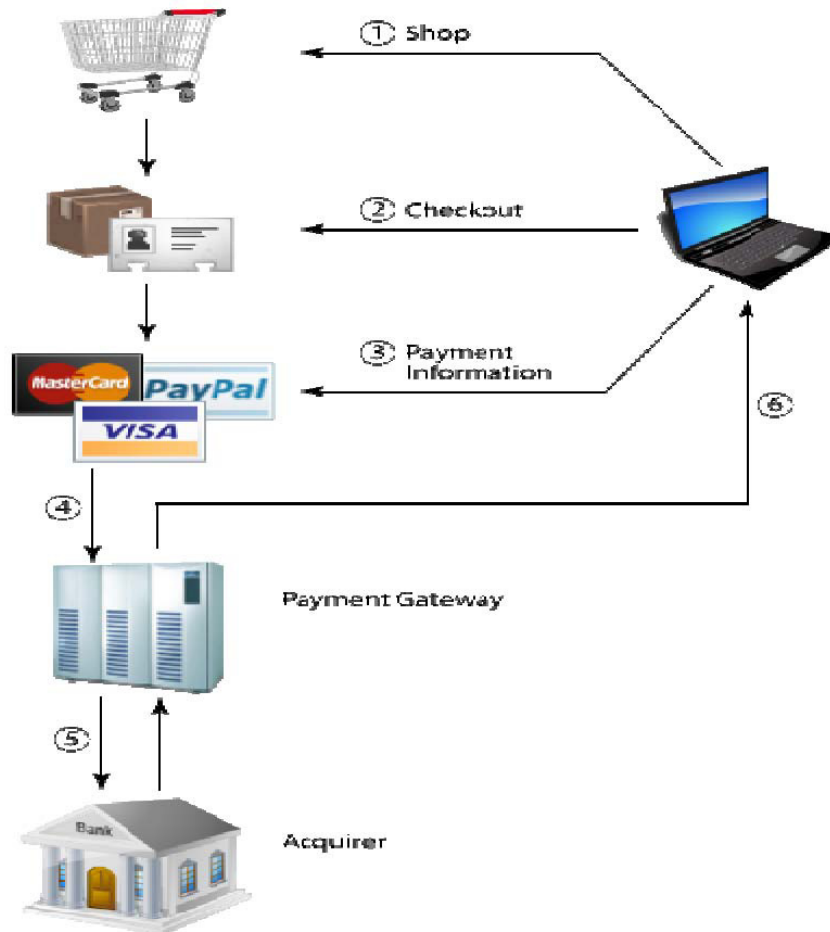 ① Shop
② Checkout
③ Payment
Information
MasterCard
PayPal
VISA
⑥
④
Payment Gateway
⑤
Bank
Acquirer